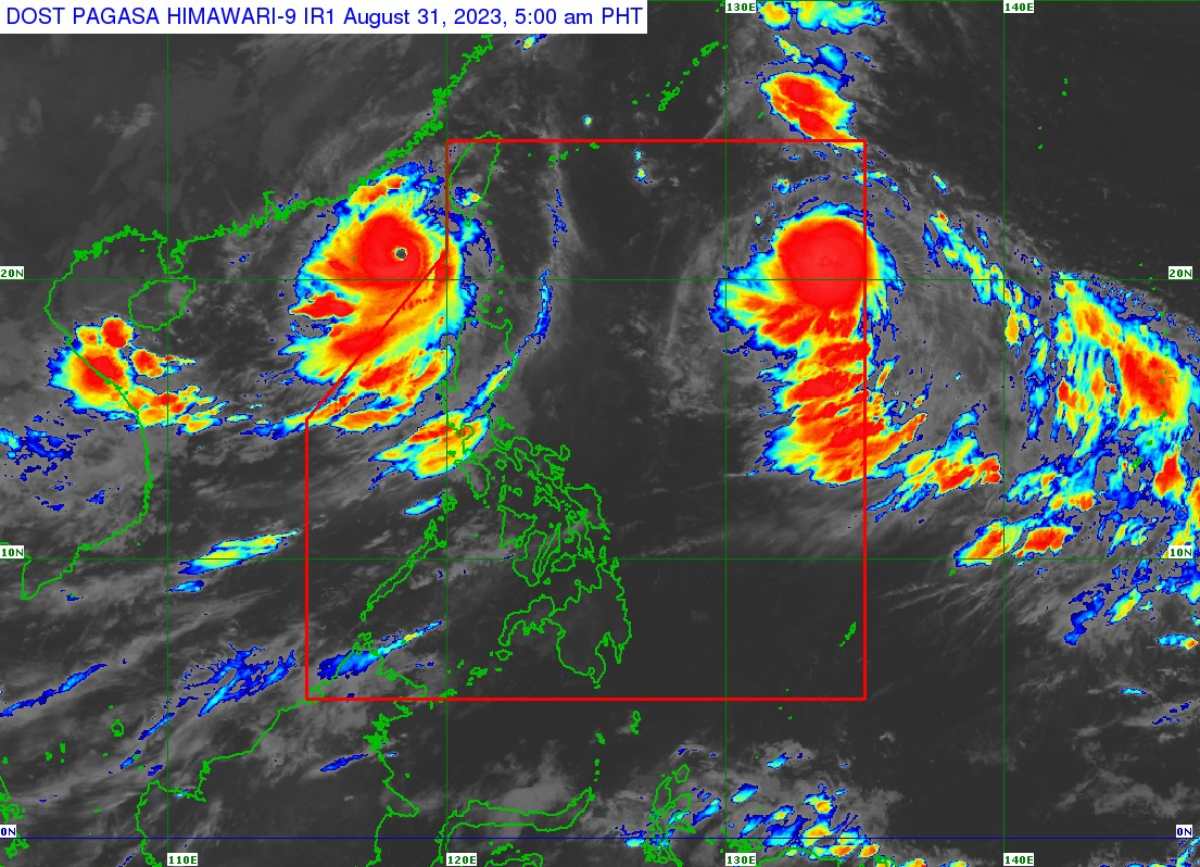 DOST PAGASA HIMAWARI-9 IR1 August 31, 2023, 5:00 am PHT
130E
140E
20N
20N
10N
10N
0N
0N
110E
120E
130E
140E